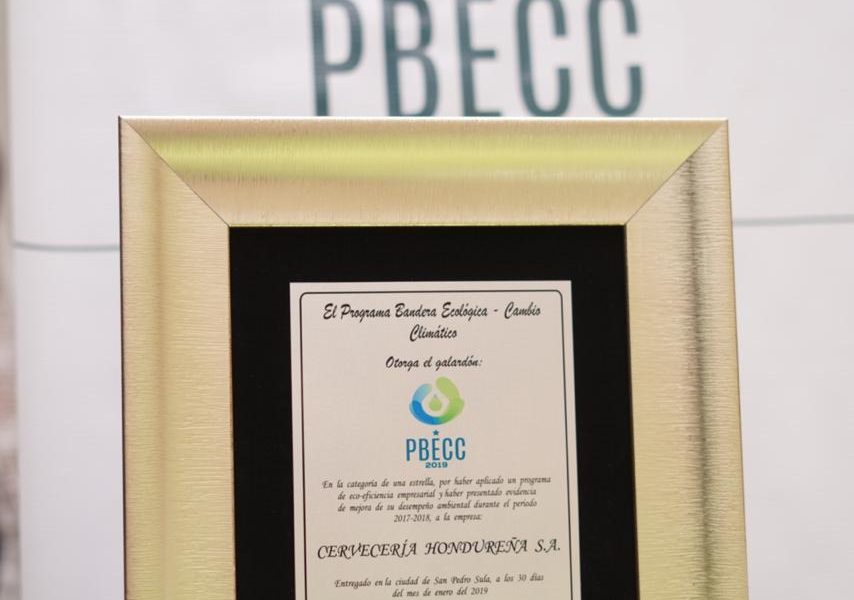 PBECC
El Programa Bandera Ecológica - Cambio
Climático
Otorga el galardón:
PBECC
2019
En la categoría de una estrella, por haber aplicado un programa
de eco-eficiencia empresarial y haber presentado evidencia
de mejora de su desempeño ambiental durante el período
2017-2018, a la empresa:
CERVECERÍA HONDUREÑA S.A.
Entregado en la ciudad de San Pedro Sula, a los 30 días
del mes de enero del 2019